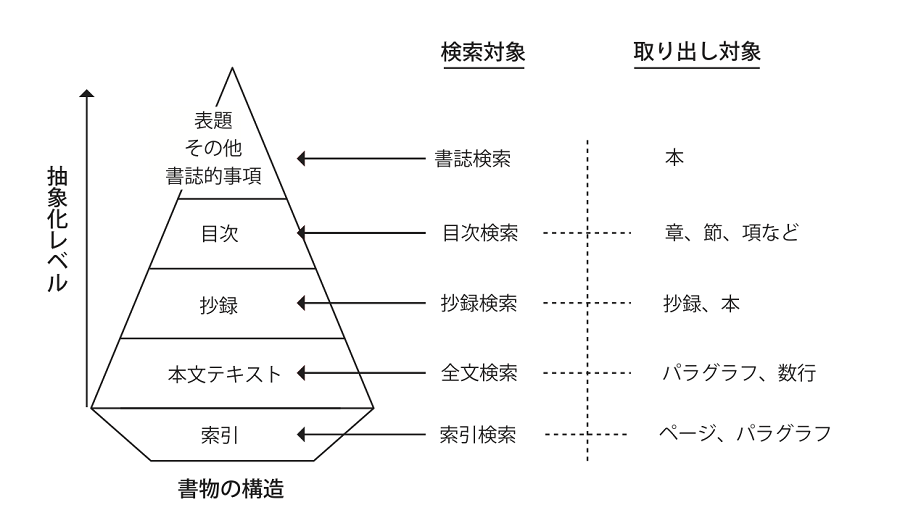 検索対象
取り出し対象
抽象化レベル
表題
その他
書誌的事項
書誌検索
本
目次
目次検索
章、節、項など
抄録
抄録検索
抄録、本
本文テキスト
全文検索
パラグラフ、数行
索引
索引検索
ページ、パラグラフ
書物の構造